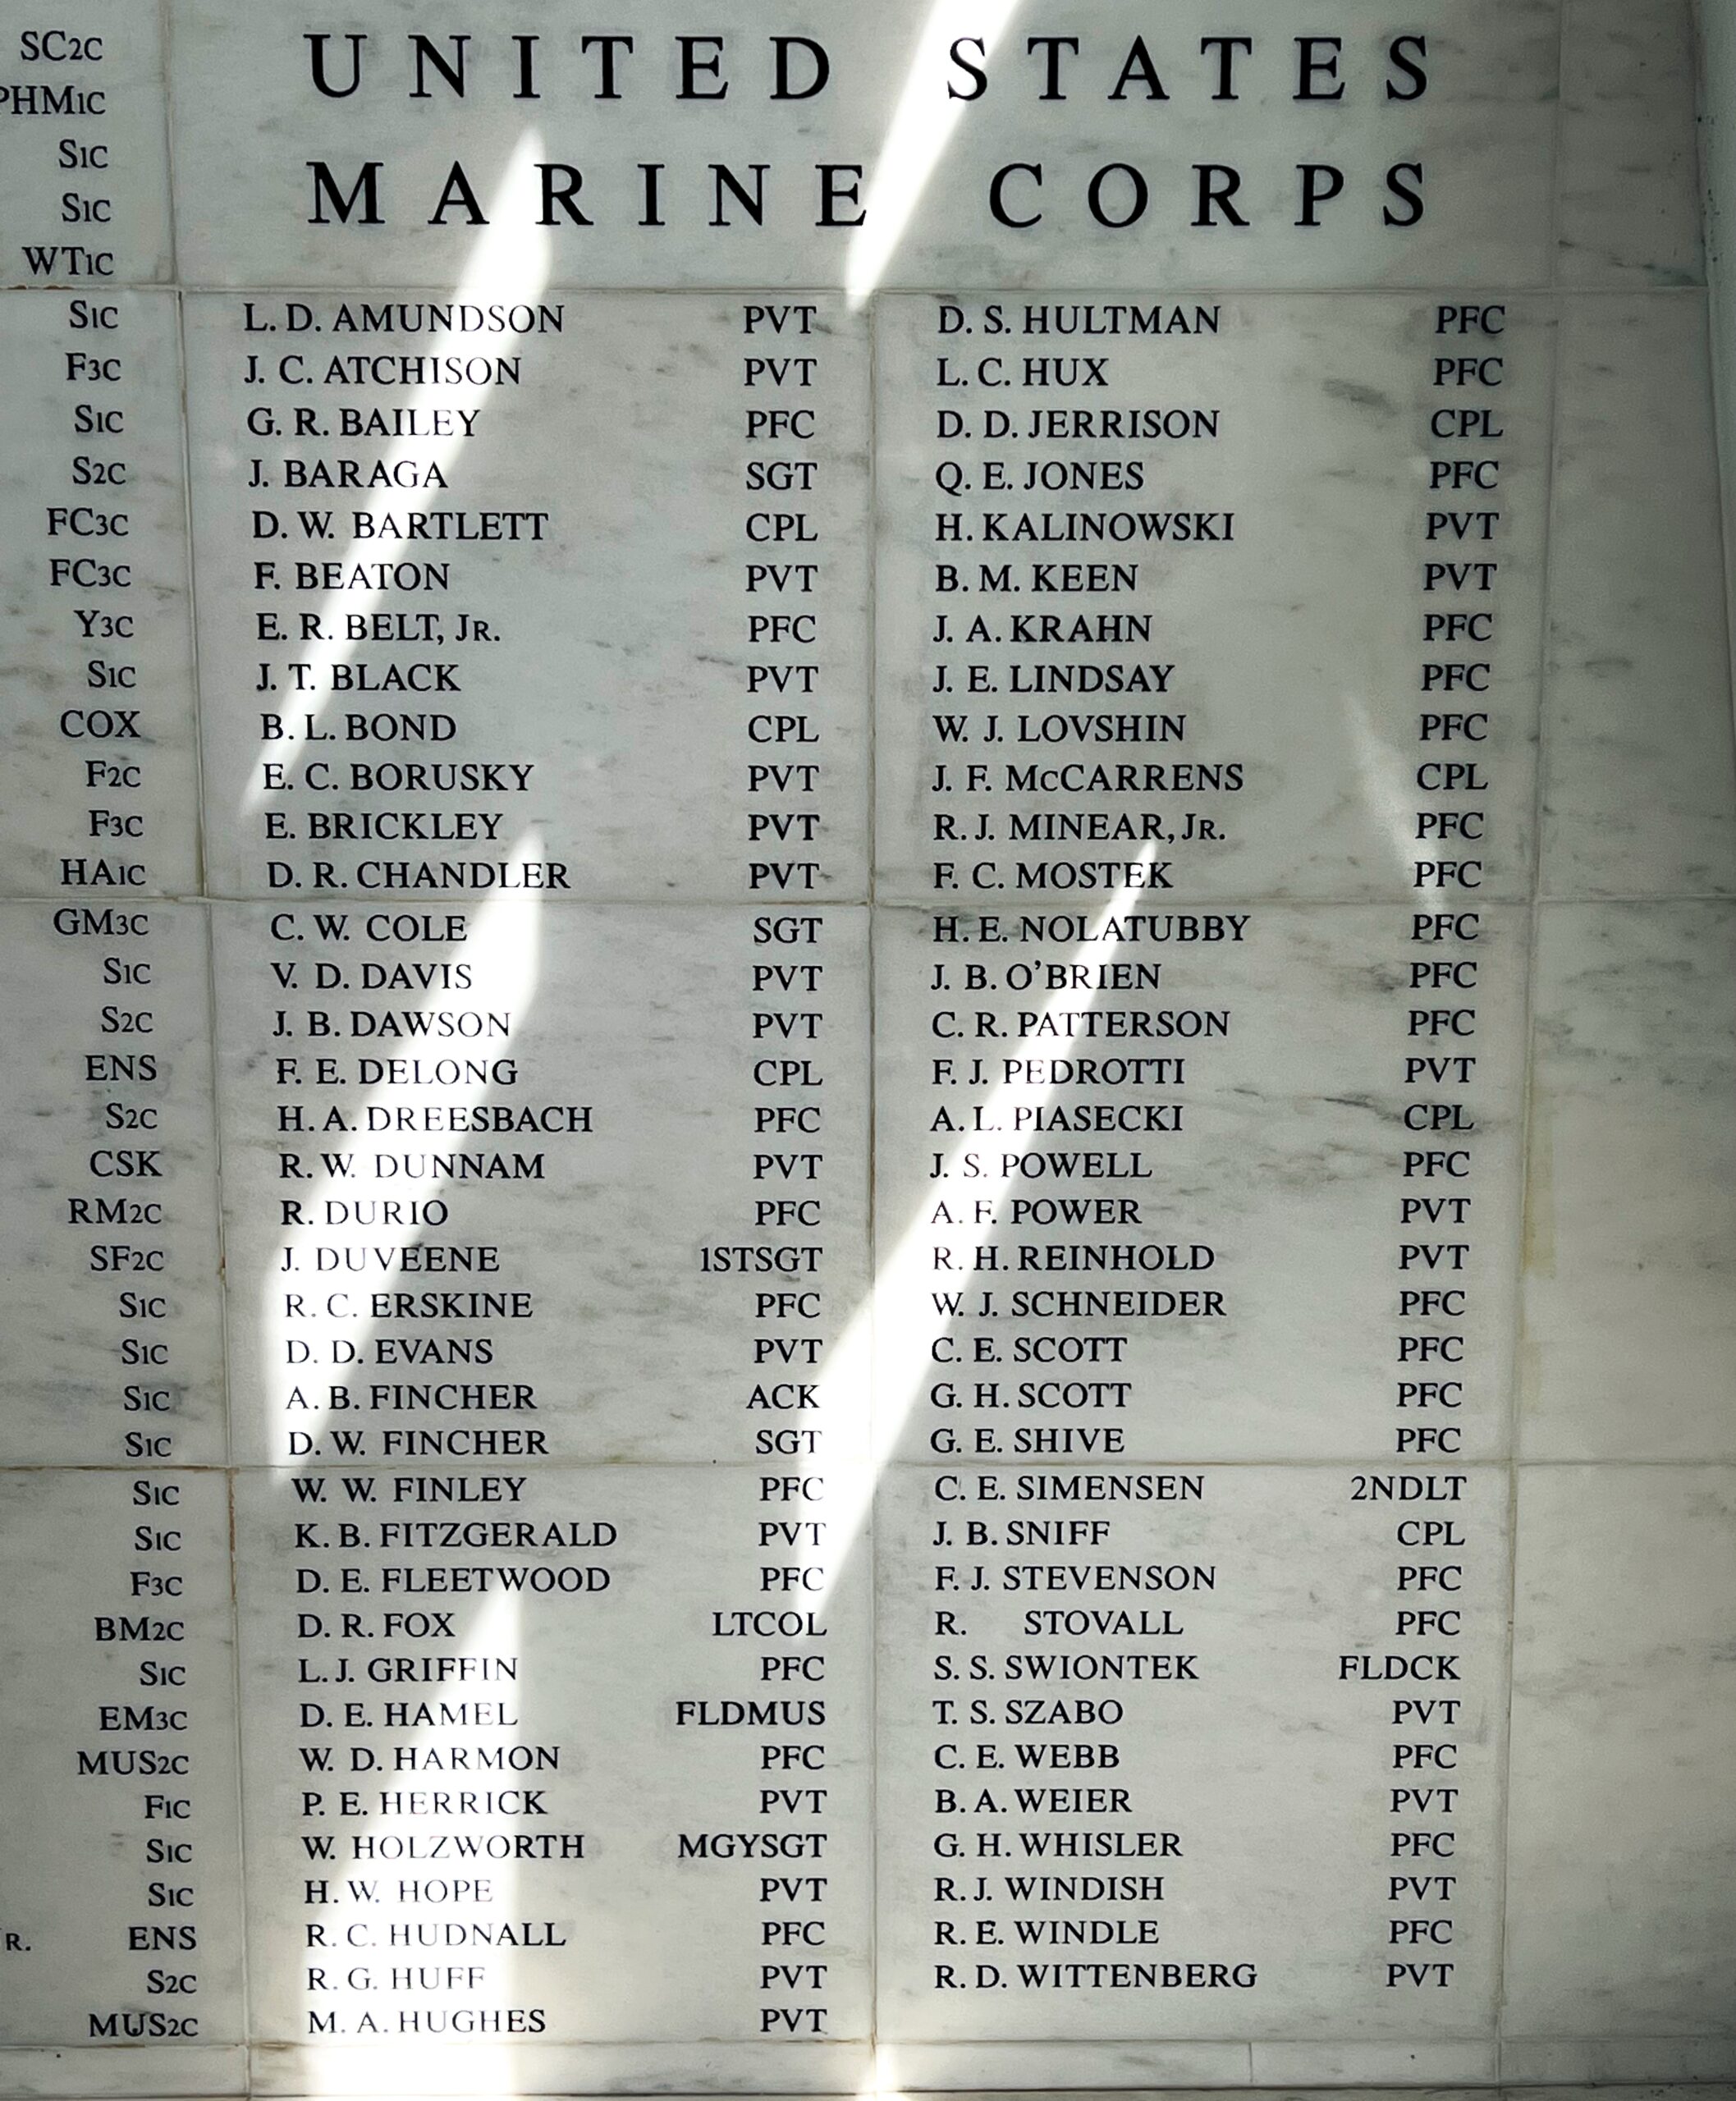 SC2C
PHM1C
S1C
S1C
WT1C
S1C
F3C
S1C
S2C
FC3C
FC3C
Y3C
S1C
COX
F2C
F3C
HA1C
GM3C
S1C
S2C
ENS
S2C
CSK
RM2C
SF2C
S1C
S1C
S1C
S1C
S1C
S1C
F3C
BM2C
S1C
EM3C
MUS2C
F1C
S1C
S1C
R. ENS
S2C
MUS2C
UNITED STATES
MARINE CORPS
L. D. AMUNDSON PVT
J. C. ATCHISON PVT
G. R. BAILEY PFC
J. BARAGA SGT
D. W. BARTLETT CPL
F. BEATON PVT
E. R. BELT, JR. PFC
J. T. BLACK PVT
B. L. BOND CPL
E. C. BORUSKY PVT
E. BRICKLEY PVT
D. R. CHANDLER PVT
C. W. COLE SGT
V. D. DAVIS PVT
J. B. DAWSON PVT
F. E. DELONG CPL
H. A. DREESBACH PFC
R. W. DUNNAM PVT
R. DURIO PFC
J. DUVEENE 1STSGT
R. C. ERSKINE PFC
D. D. EVANS PVT
A. B. FINCHER ACK
D. W. FINCHER SGT
W. W. FINLEY PFC
K. B. FITZGERALD PVT
D. E. FLEETWOOD PFC
D. R. FOX LTCOL
L. J. GRIFFIN PFC
D. E. HAMEL FLDMUS
W. D. HARMON PFC
P. E. HERRICK PVT
W. HOLZWORTH MGYSGT
H. W. HOPE PVT
R. C. HUDNALL PFC
R. G. HUFF PVT
M. A. HUGHES PVT
D. S. HULTMAN PFC
L. C. HUX PFC
D. D. JERRISON CPL
Q. E. JONES PFC
H. KALINOWSKI PVT
B. M. KEEN PVT
J. A. KRAHN PFC
J. E. LINDSAY PFC
W. J. LOVSHIN PFC
J. F. McCARRENS CPL
R. J. MINEAR, JR. PFC
F. C. MOSTEK PFC
H. E. NOLATUBBY PFC
J. B. O'BRIEN PFC
C. R. PATTERSON PFC
F. J. PEDROTTI PVT
A. L. PIASECKI CPL
J. S. POWELL PFC
A. F. POWER PVT
R. H. REINHOLD PVT
W. J. SCHNEIDER PFC
C. E. SCOTT PFC
G. H. SCOTT PFC
G. E. SHIVE PFC
C. E. SIMENSEN 2NDLT
J. B. SNIFF CPL
F. J. STEVENSON PFC
R. STOVALL PFC
S. S. SWIONTEK FLDCK
T. S. SZABO PVT
C. E. WEBB PFC
B. A. WEIER PVT
G. H. WHISLER PFC
R. J. WINDISH PVT
R. E. WINDLE PFC
R. D. WITTENBERG PVT